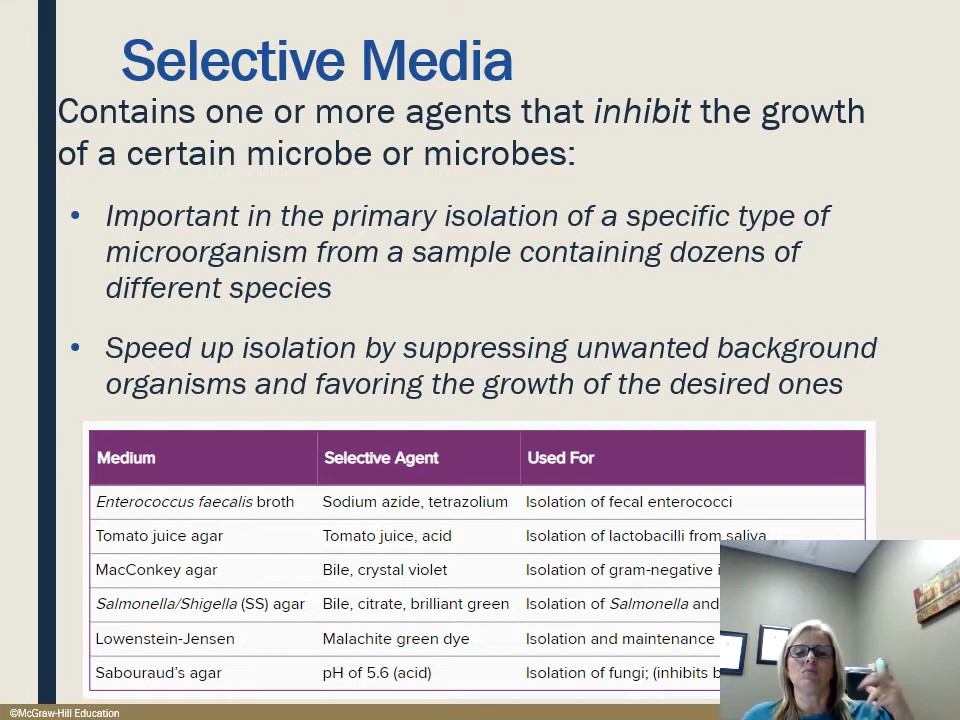 Selective Media
Contains one or more agents that inhibit the growth
of a certain microbe or microbes:
• Important in the primary isolation of a specific type of
microorganism from a sample containing dozens of
different species
• Speed up isolation by suppressing unwanted background
organisms and favoring the growth of the desired ones
Medium Selective Agent Used For
Enterococcus faecalis broth Sodium azide, tetrazolium Isolation of fecal enterococci
Tomato juice agar Tomato juice, acid Isolation of lactobacilli from saliva
MacConkey agar Bile, crystal violet Isolation of gram-negative
Salmonella/Shigella (SS) agar Bile, citrate, brilliant green Isolation of Salmonella and
Lowenstein-Jensen Malachite green dye Isolation and maintenance
Sabouraud's agar pH of 5.6 (acid) Isolation of fungi; (inhibits
©McGraw-Hill Education